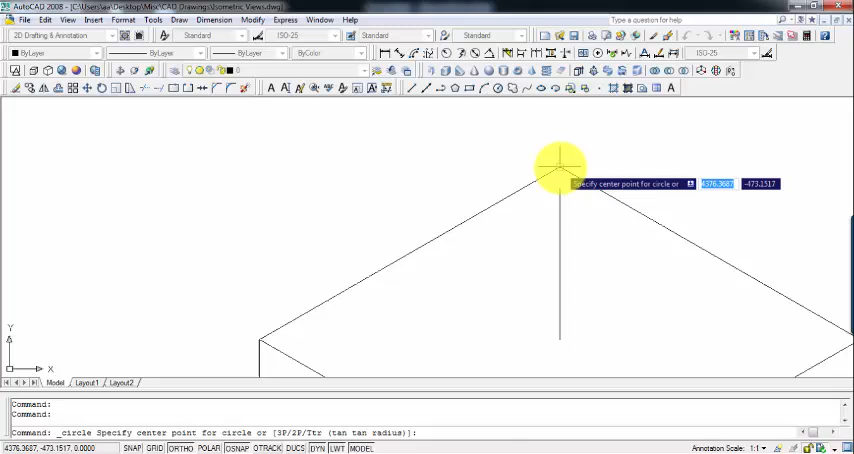 AutoCAD 2008 - [C:\Users\aa\Desktop\Misc\CAD Drawings\Isometric Views.dwg]
File Edit View Insert Format Tools Draw Dimension Modify Express Window Help Type a question for help
2D Drafting & Annotation Standard ISO-25 Standard Standard
ByLayer ByLayer ByLayer ByColor ISO-25
0
Specify center point for circle or 4376.3687 -473.1517
Y
X
Model Layout1 Layout2
Command:
Command:
Command: _circle Specify center point for circle or [3P/2P/Ttr (tan tan radius)]:
4376.3687, -473.1517, 0.0000 SNAP GRID ORTHO POLAR OSNAP OTRACK DUCS DYN LWT MODEL Annotation Scale: 1:1